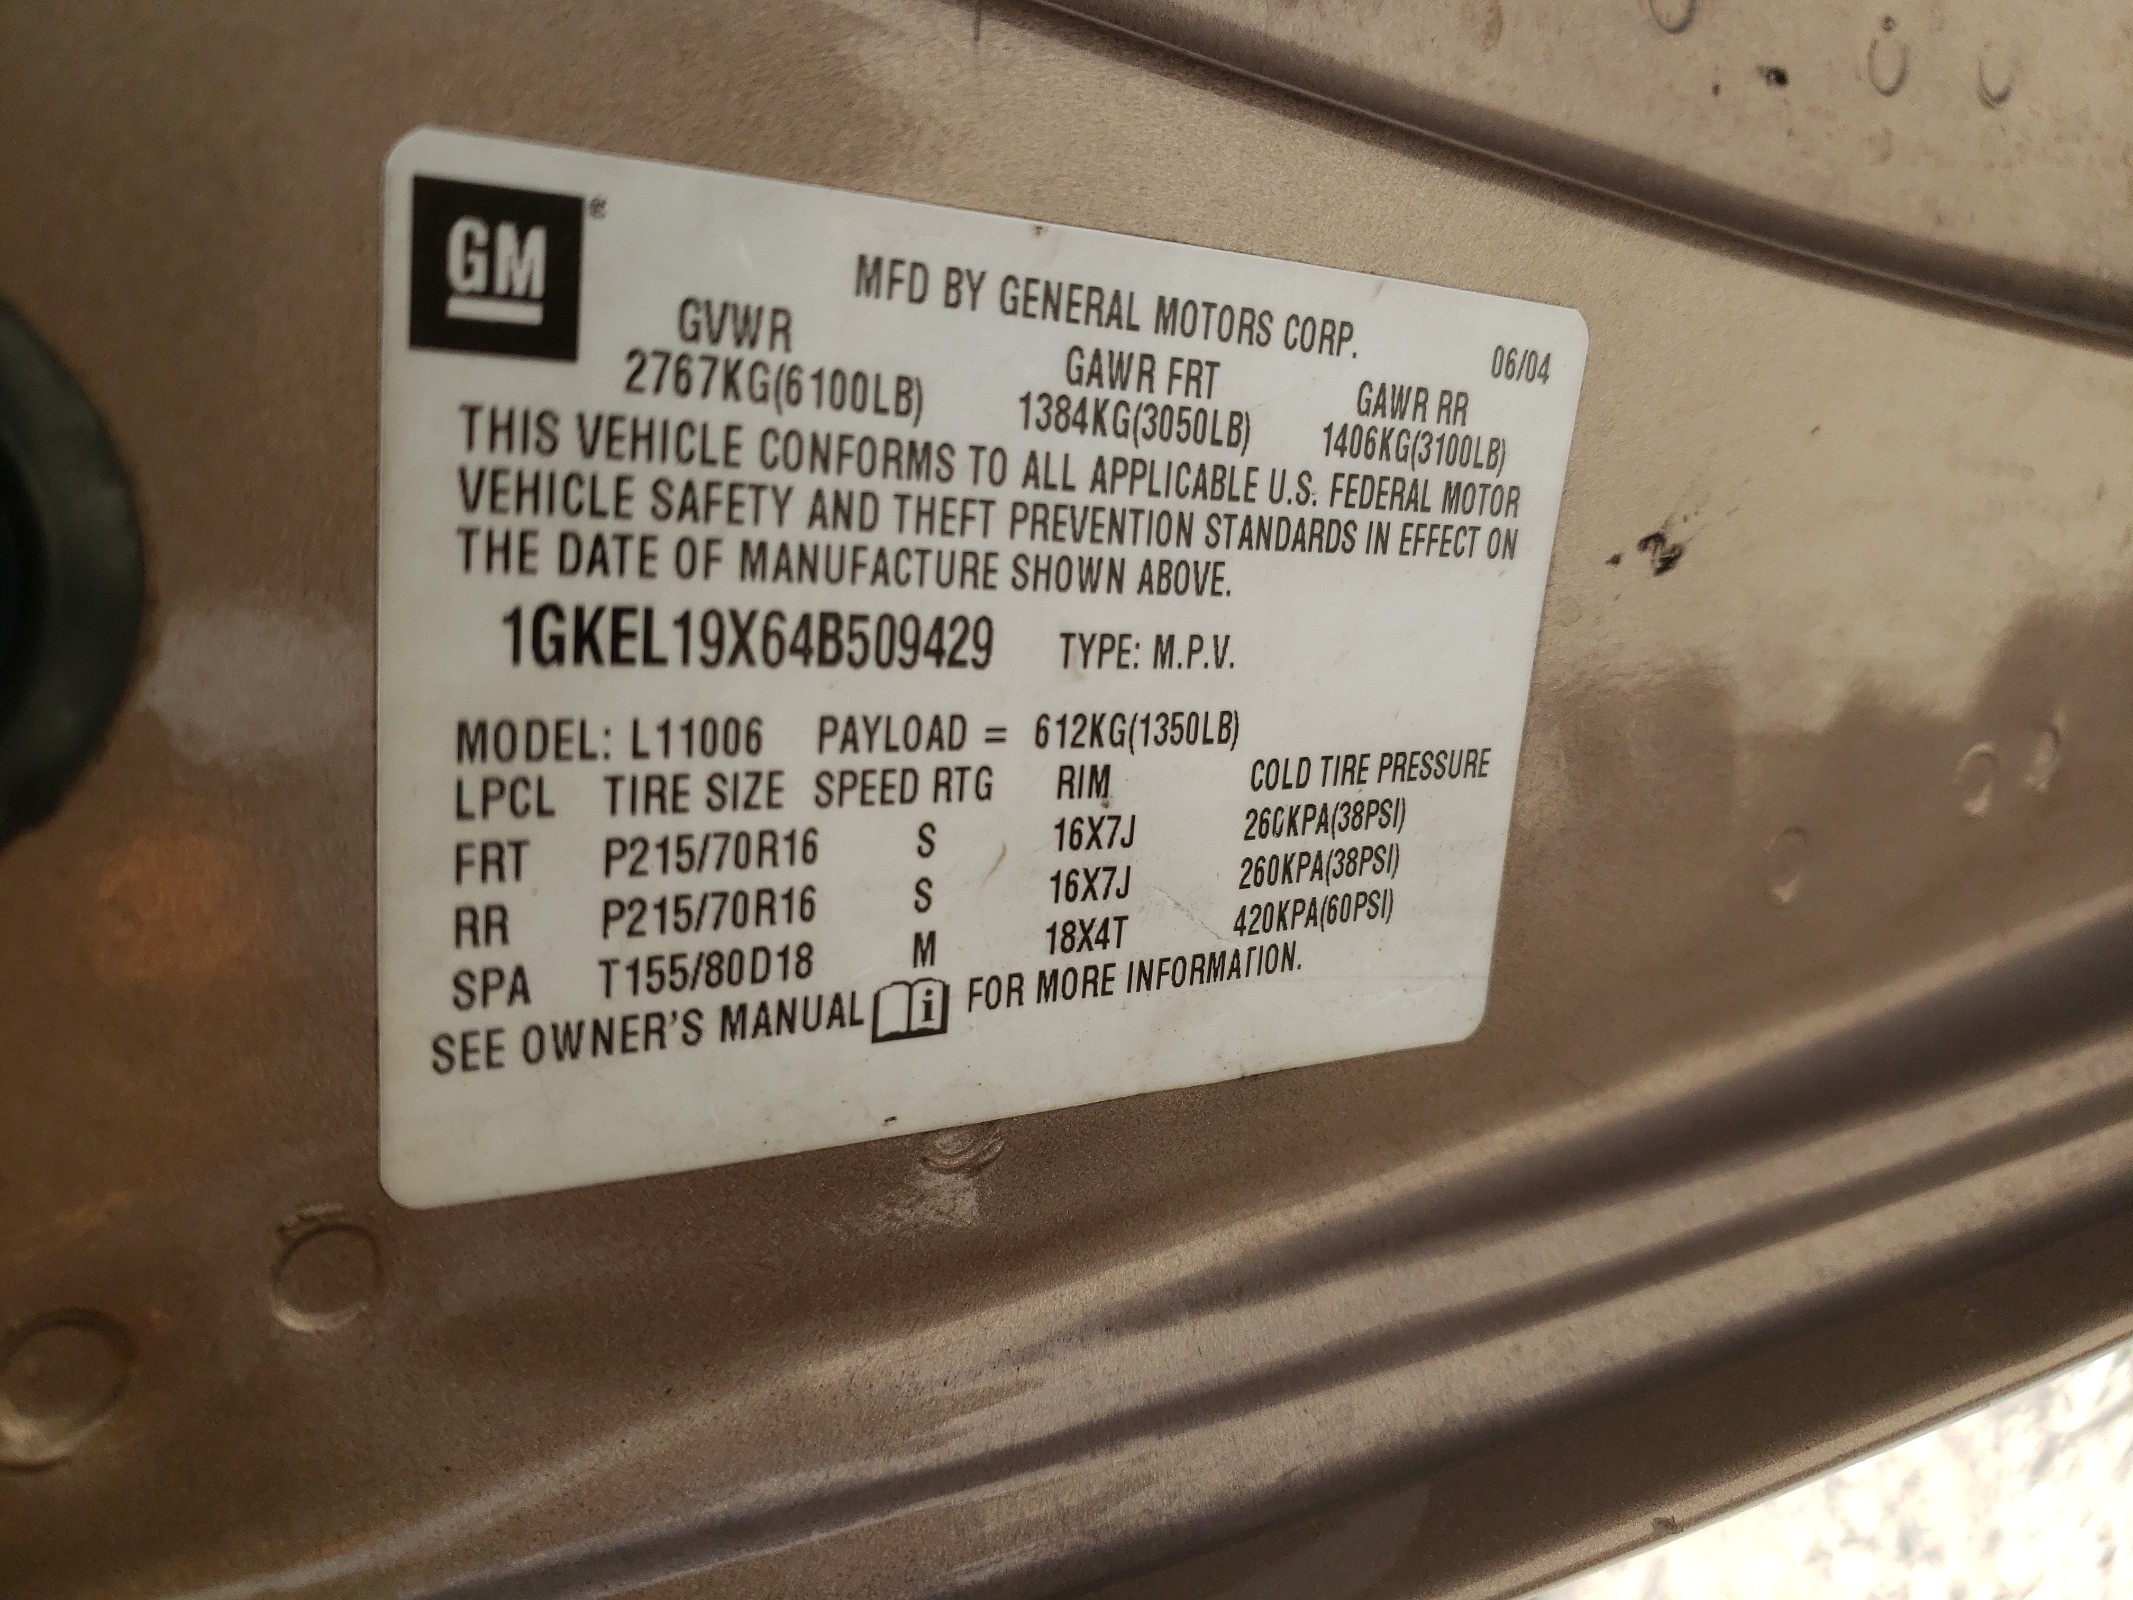 GM®
MFD BY GENERAL MOTORS CORP.
06/04
GVWR GAWR FRT GAWR RR
2767KG(6100LB) 1384KG(3050LB) 1406KG(3100LB)
THIS VEHICLE CONFORMS TO ALL APPLICABLE U.S. FEDERAL MOTOR
VEHICLE SAFETY AND THEFT PREVENTION STANDARDS IN EFFECT ON
THE DATE OF MANUFACTURE SHOWN ABOVE.
1GKEL19X64B509429 TYPE: M.P.V.
MODEL: L11006 PAYLOAD = 612KG(1350LB)
LPCL TIRE SIZE SPEED RTG RIM COLD TIRE PRESSURE
FRT P215/70R16 S 16X7J 260KPA(38PSI)
RR P215/70R16 S 16X7J 260KPA(38PSI)
SPA T155/80D18 M 18X4T 420KPA(60PSI)
SEE OWNER'S MANUAL i FOR MORE INFORMATION.